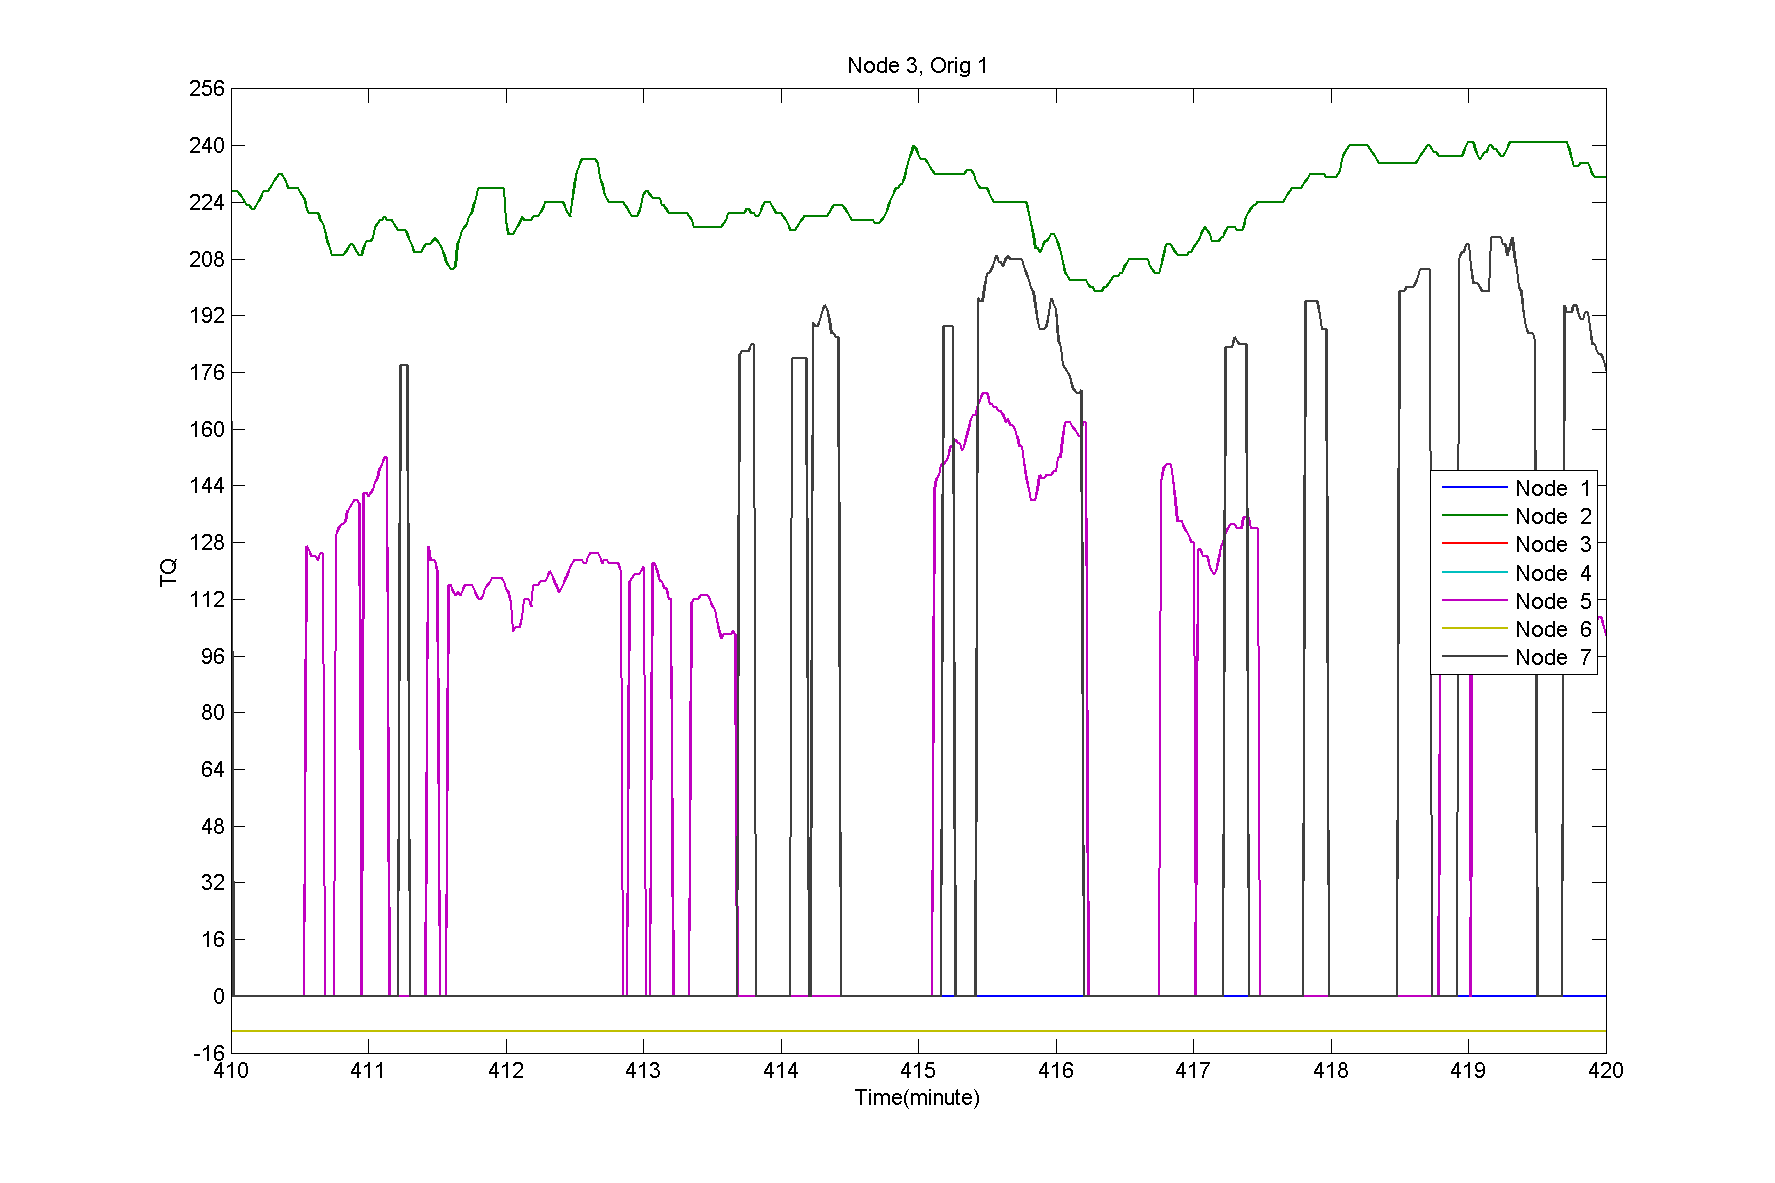 Node 3, Orig 1
256
240
224
208
192
176
160
144
128
112
96
80
64
48
32
16
0
-16
TQ
Node 1
Node 2
Node 3
Node 4
Node 5
Node 6
Node 7
410 411 412 413 414 415 416 417 418 419 420
Time(minute)